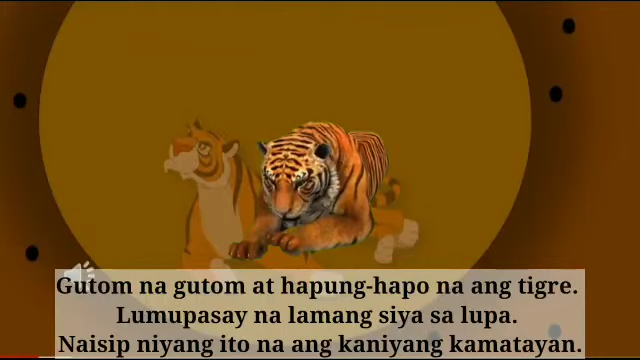 Gutom na gutom at hapung-hapo na ang tigre.
Lumupasay na lamang siya sa lupa.
Naisip niyang ito na ang kaniyang kamatayan.